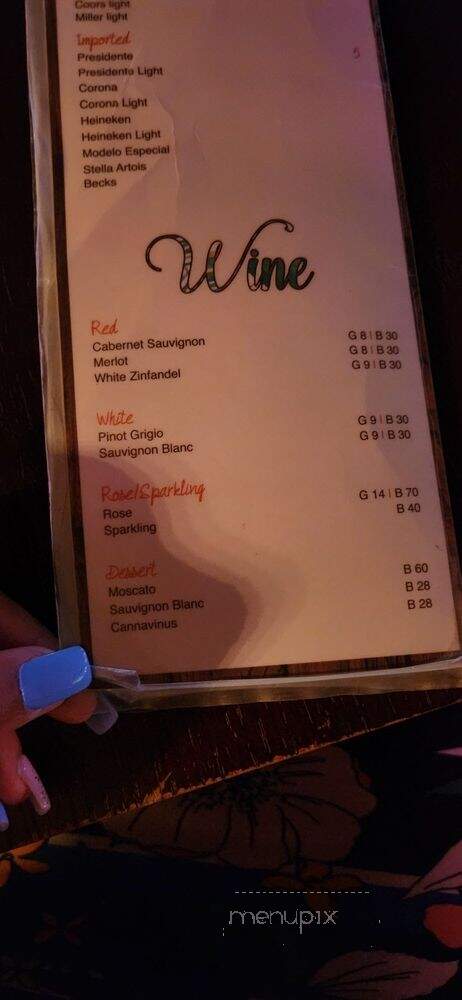 Coors light
Miller light
Imported
5
Presidente
Presidente Light
Corona
Corona Light
Heineken
Heineken Light
Modelo Especial
Stella Artois
Becks
Wine
Red
Cabernet Sauvignon G 8 | B 30
Merlot G 8 | B 30
White Zinfandel G 9 | B 30
White
Pinot Grigio G 9 | B 30
Sauvignon Blanc G 9 | B 30
Rose/Sparkling
Rose G 14 | B 70
Sparkling B 40
Dessert
Moscato B 60
Sauvignon Blanc B 28
Cannavinus B 28
menupix